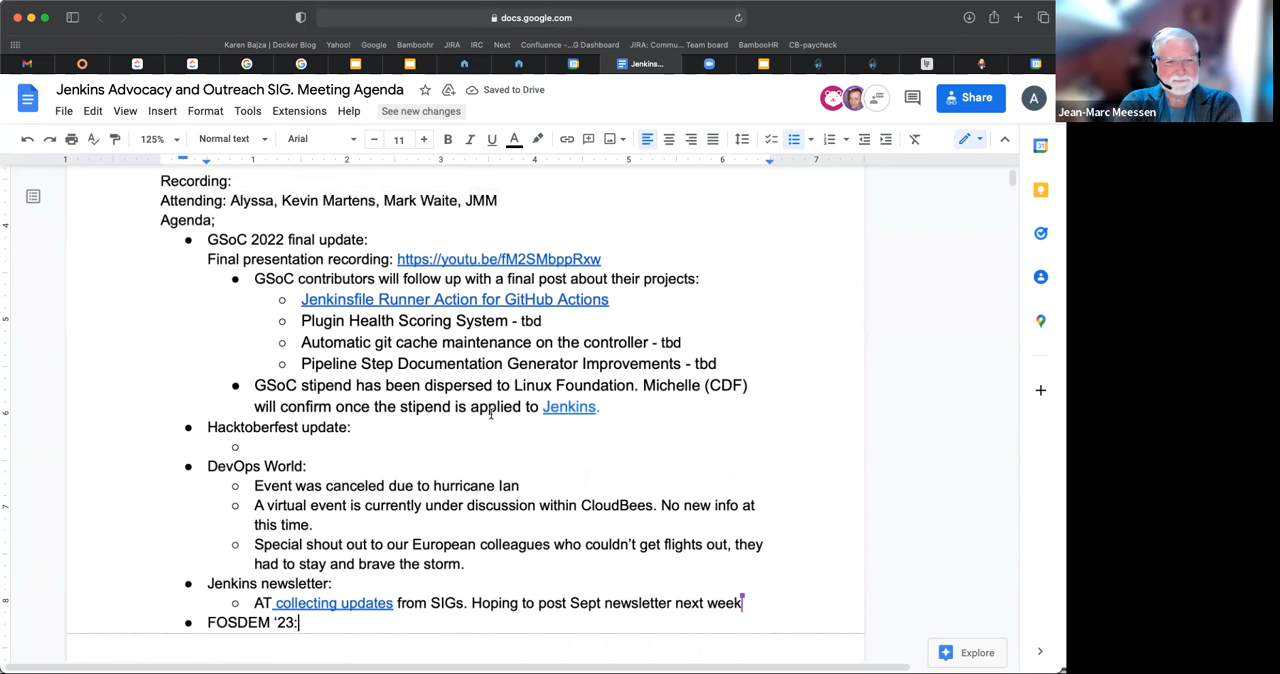 docs.google.com
Karen Bajza | Docker Blog Yahoo! Google Bamboohr JIRA IRC Next Confluence -...G Dashboard JIRA: Commu... Team board BambooHR CB-paycheck
Jenkins...
Jenkins Advocacy and Outreach SIG. Meeting Agenda
Saved to Drive
File Edit View Insert Format Tools Extensions Help See new changes
Share
A
Jean-Marc Meessen
125% Normal text Arial 11
1 1 2 3 4 5 6 7
Recording:
Attending: Alyssa, Kevin Martens, Mark Waite, JMM
Agenda;
GSoC 2022 final update:
Final presentation recording: https://youtu.be/fM2SMbppRxw
GSoC contributors will follow up with a final post about their projects:
Jenkinsfile Runner Action for GitHub Actions
Plugin Health Scoring System - tbd
Automatic git cache maintenance on the controller - tbd
Pipeline Step Documentation Generator Improvements - tbd
GSoC stipend has been dispersed to Linux Foundation. Michelle (CDF)
will confirm once the stipend is applied to Jenkins.
Hacktoberfest update:
DevOps World:
Event was canceled due to hurricane Ian
A virtual event is currently under discussion within CloudBees. No new info at
this time.
Special shout out to our European colleagues who couldn't get flights out, they
had to stay and brave the storm.
Jenkins newsletter:
AT collecting updates from SIGs. Hoping to post Sept newsletter next week
FOSDEM ‘23:
Explore